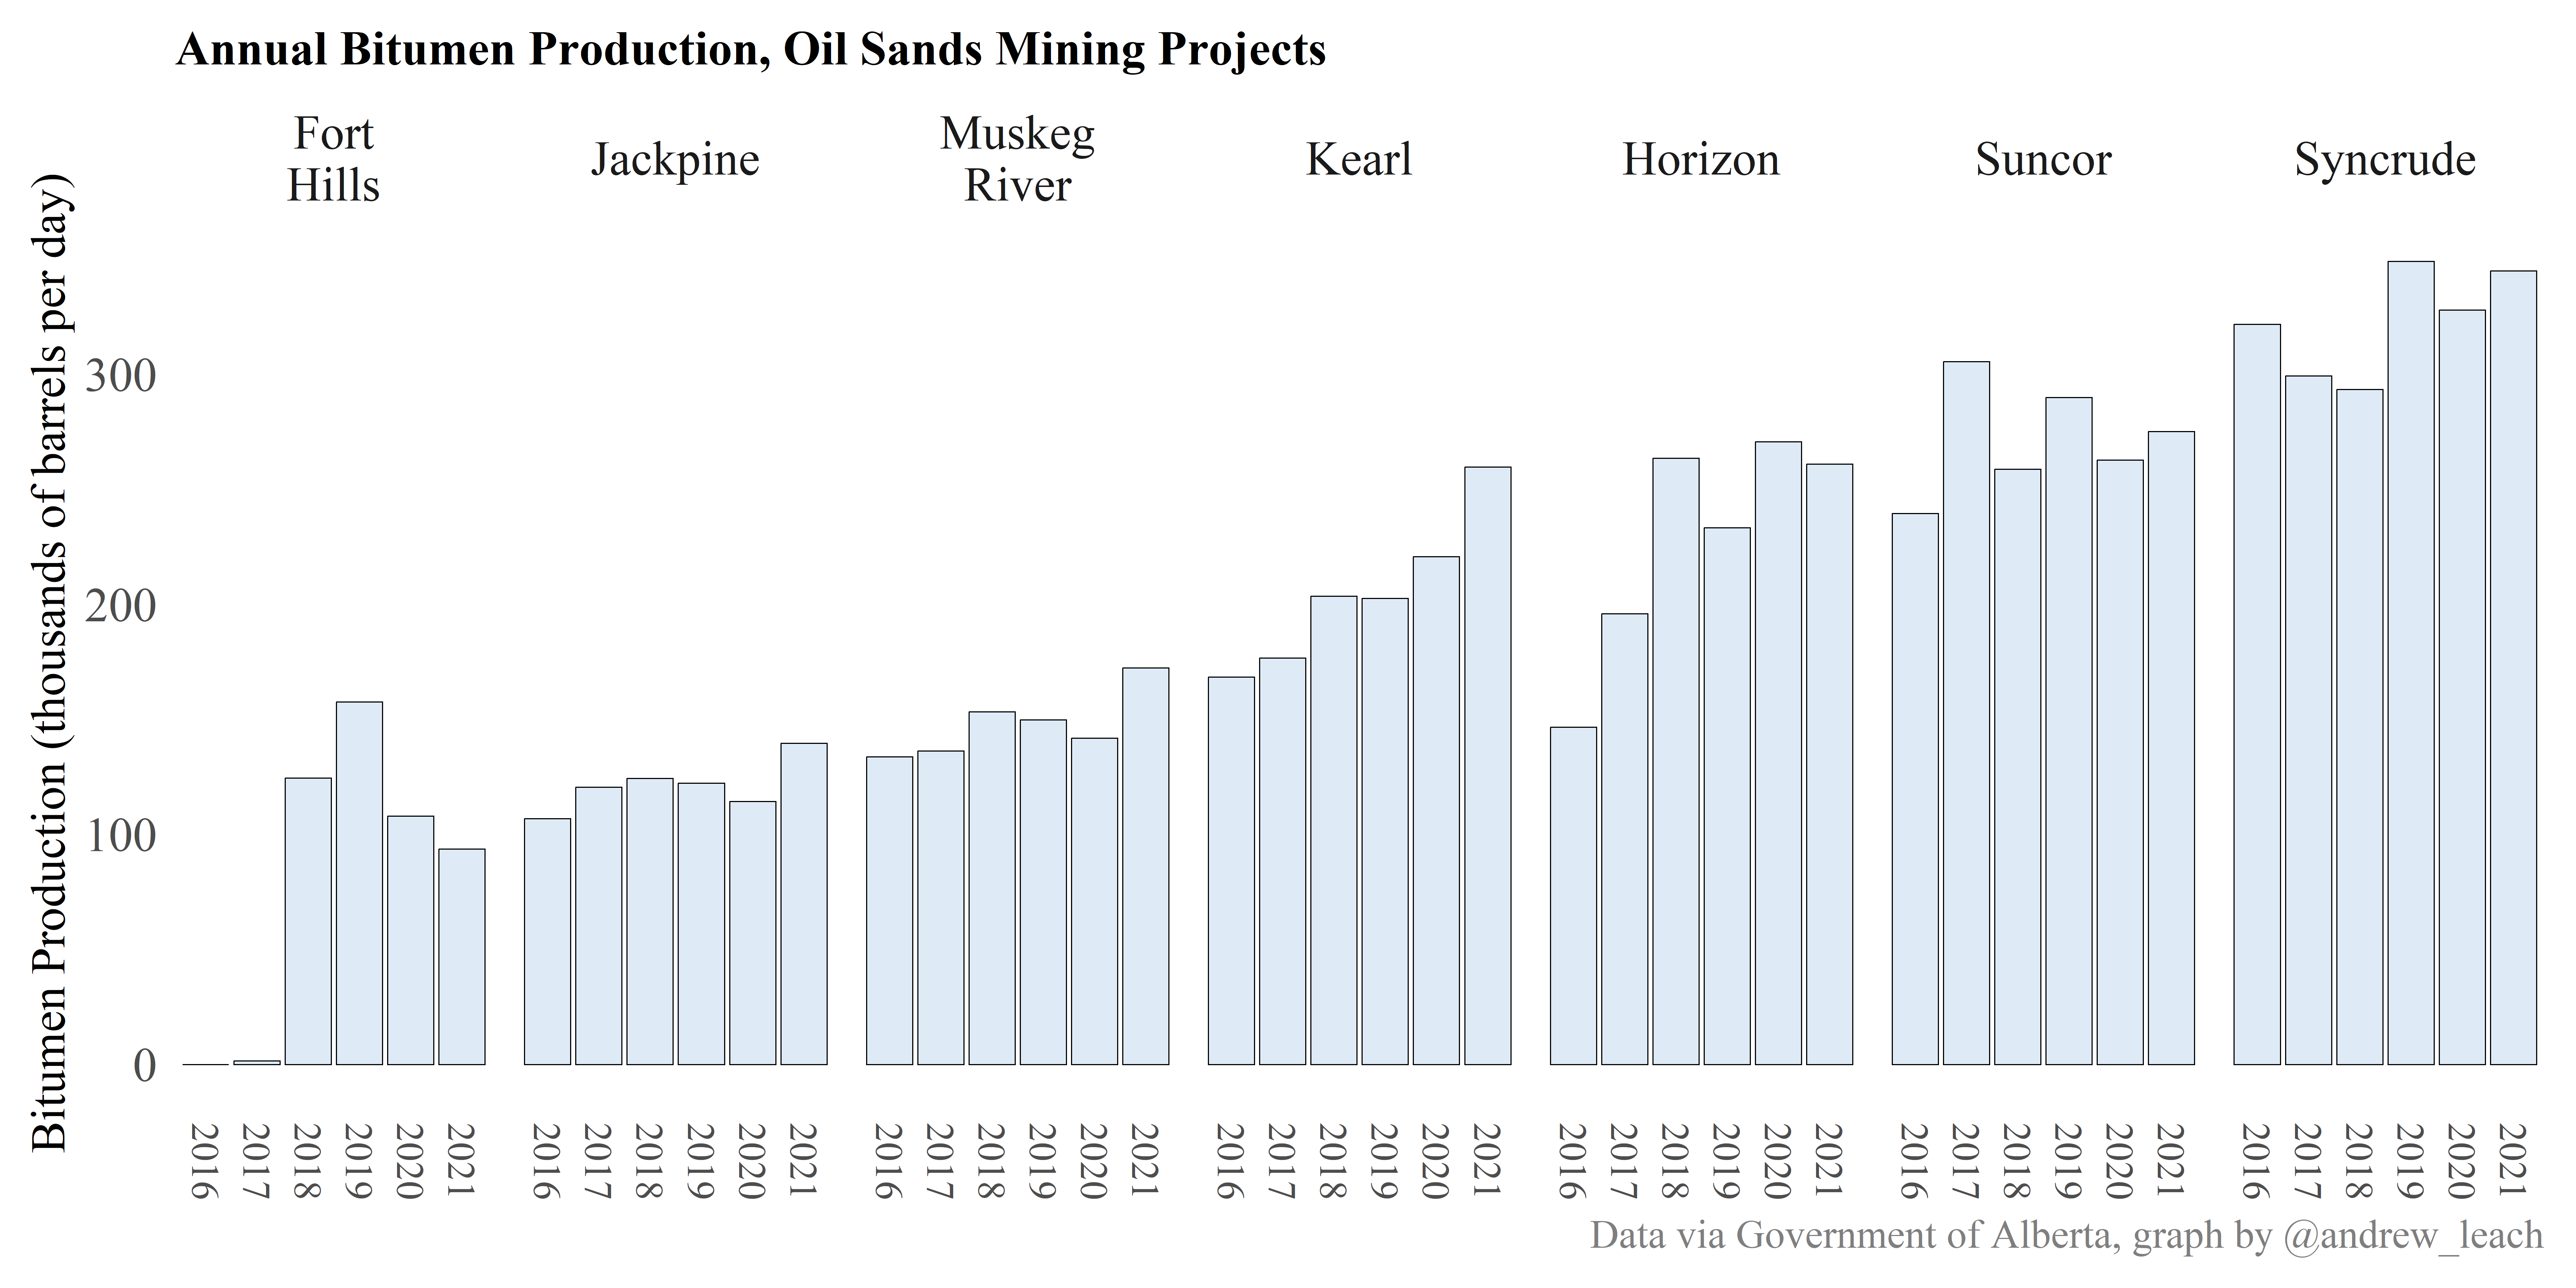 Annual Bitumen Production, Oil Sands Mining Projects
Fort
Hills
Jackpine
Muskeg
River
Kearl
Horizon
Suncor
Syncrude
Bitumen Production (thousands of barrels per day)
300
200
100
0
2016 2017 2018 2019 2020 2021
2016 2017 2018 2019 2020 2021
2016 2017 2018 2019 2020 2021
2016 2017 2018 2019 2020 2021
2016 2017 2018 2019 2020 2021
2016 2017 2018 2019 2020 2021
2016 2017 2018 2019 2020 2021
Data via Government of Alberta, graph by @andrew_leach